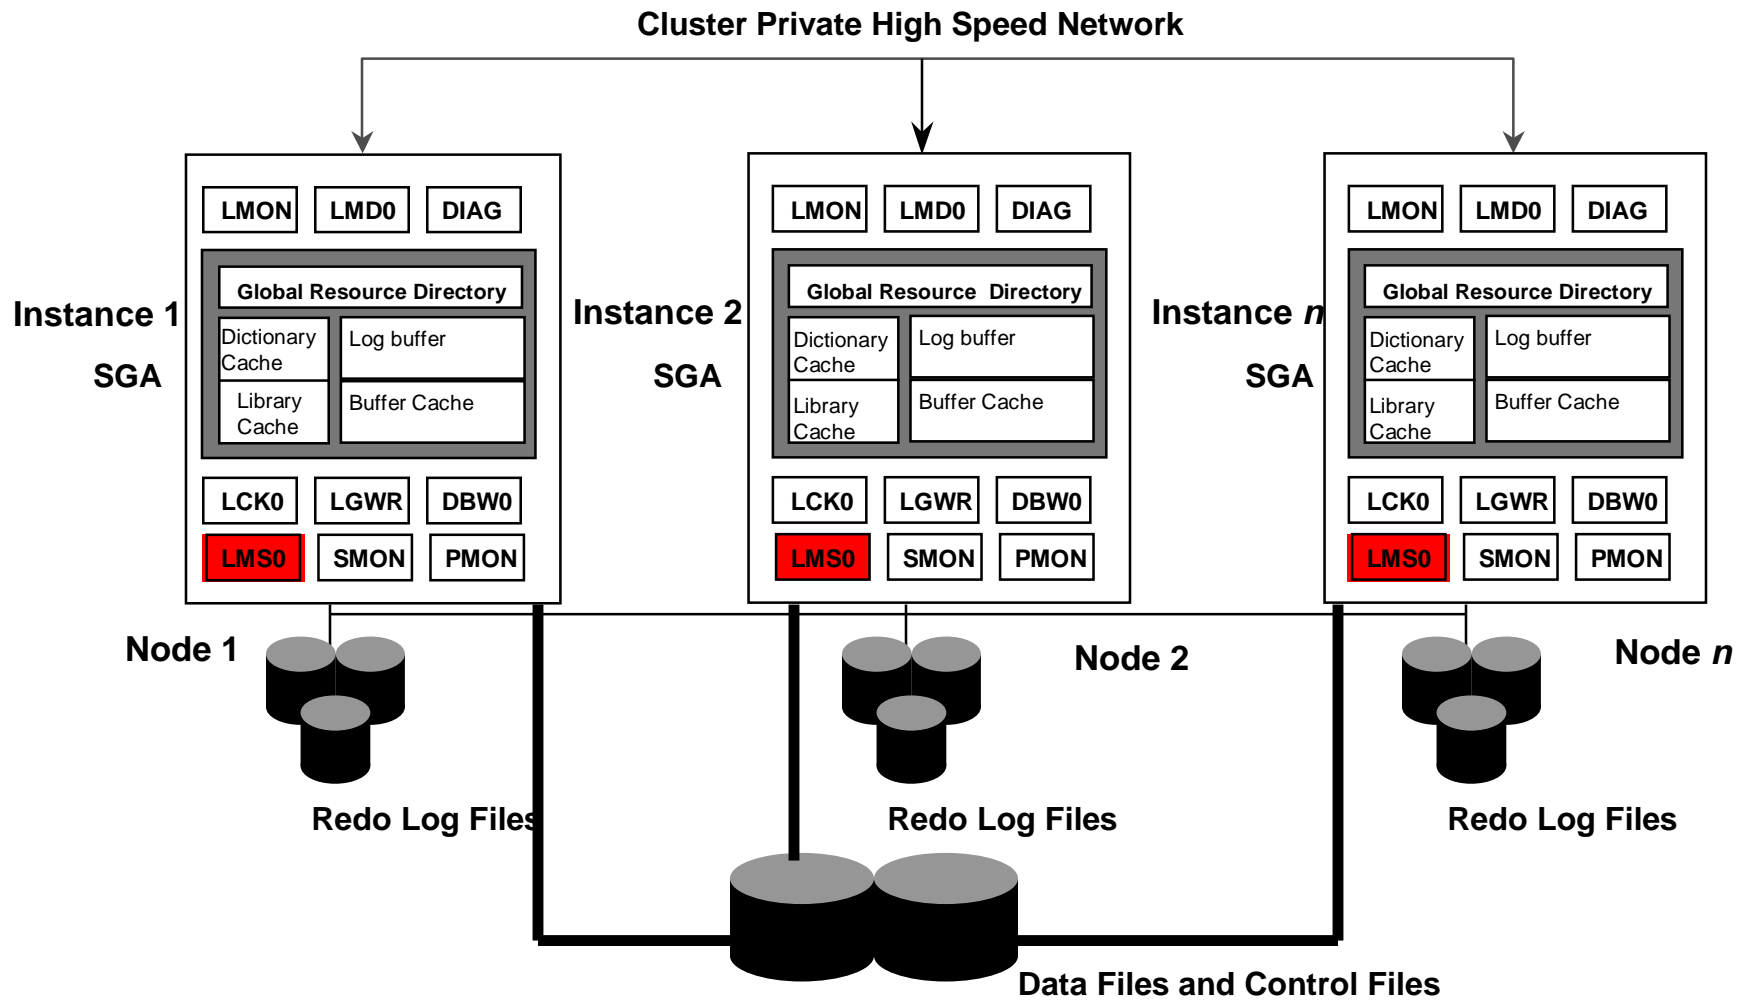 Cluster Private High Speed Network
LMON LMD0 DIAG
Global Resource Directory
Instance 1
SGA
Dictionary
Cache
Log buffer
Library
Cache
Buffer Cache
LCK0 LGWR DBW0
LMS0 SMON PMON
Node 1
Redo Log Files
LMON LMD0 DIAG
Global Resource Directory
Instance 2
SGA
Dictionary
Cache
Log buffer
Library
Cache
Buffer Cache
LCK0 LGWR DBW0
LMS0 SMON PMON
Node 2
Redo Log Files
LMON LMD0 DIAG
Global Resource Directory
Instance n
SGA
Dictionary
Cache
Log buffer
Library
Cache
Buffer Cache
LCK0 LGWR DBW0
LMS0 SMON PMON
Node n
Redo Log Files
Data Files and Control Files